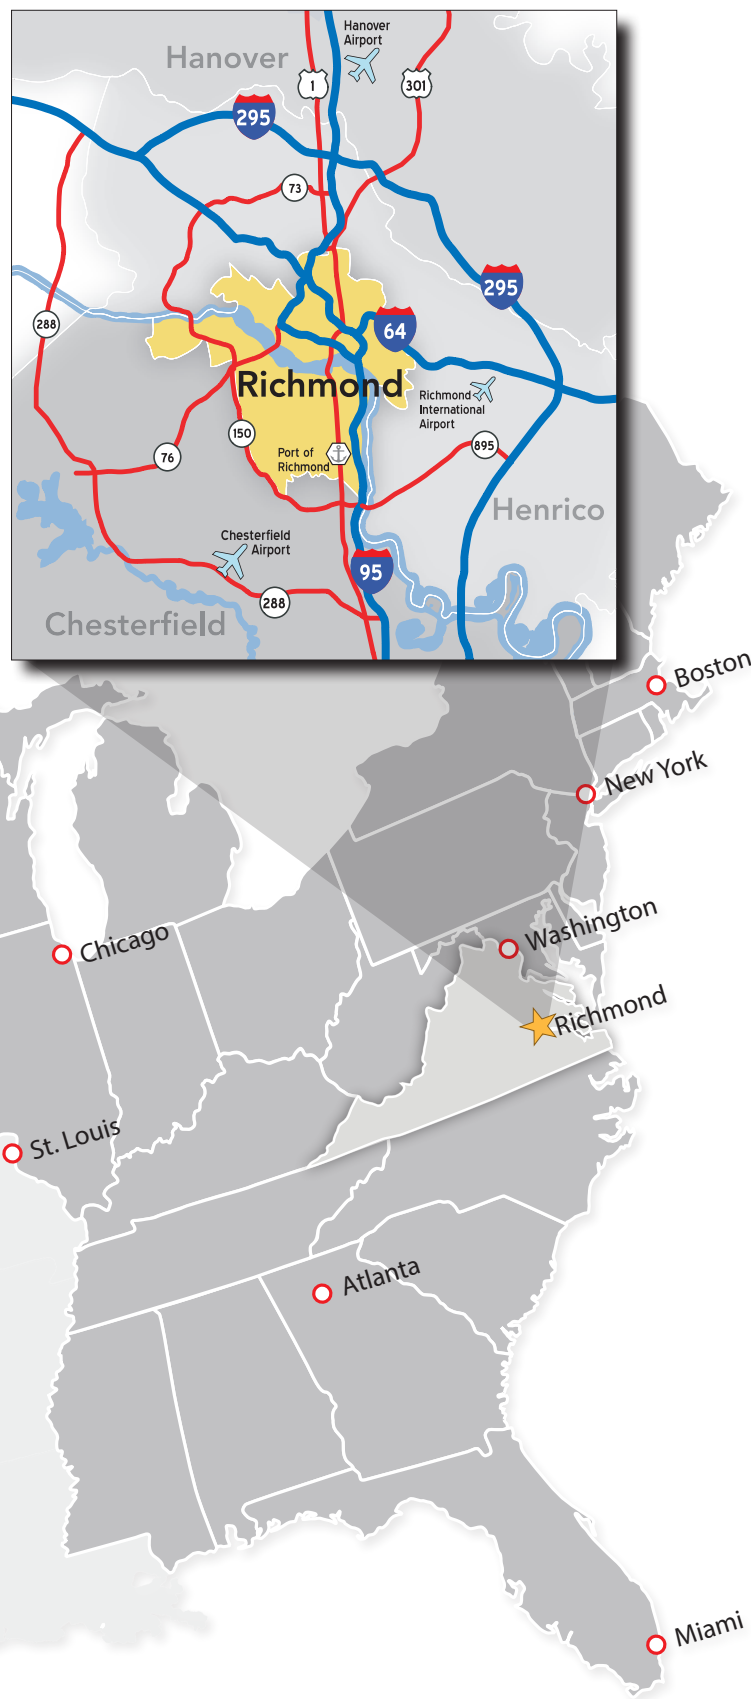 Hanover
Airport
Hanover
1
301
295
73
295
288
64
Richmond
Richmond
International
Airport
150
895
76
Port of
Richmond
Henrico
Chesterfield
Airport
95
288
Chesterfield
Boston
New York
Washington
Chicago
Richmond
St. Louis
Atlanta
Miami